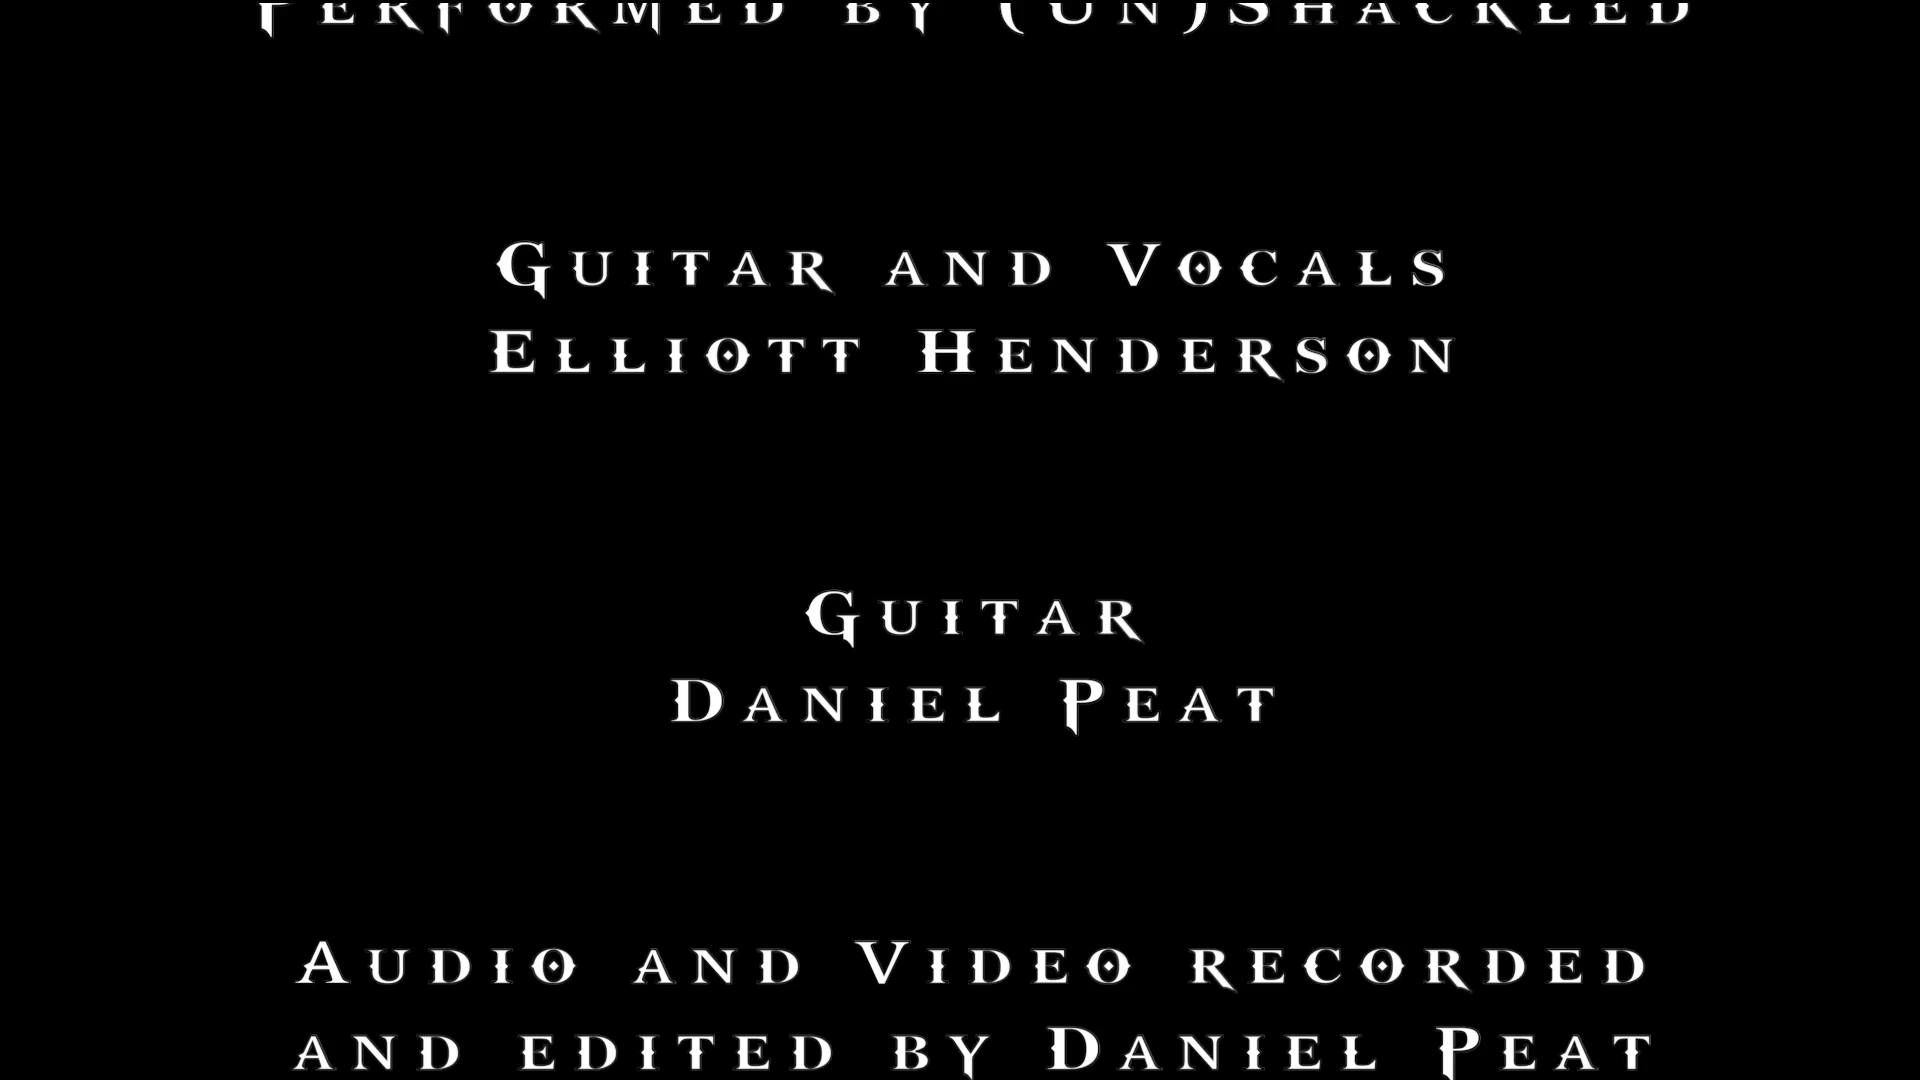 Performed by (Un)Shackled
Guitar and Vocals
Elliott Henderson
Guitar
Daniel Peat
Audio and Video recorded
and edited by Daniel Peat